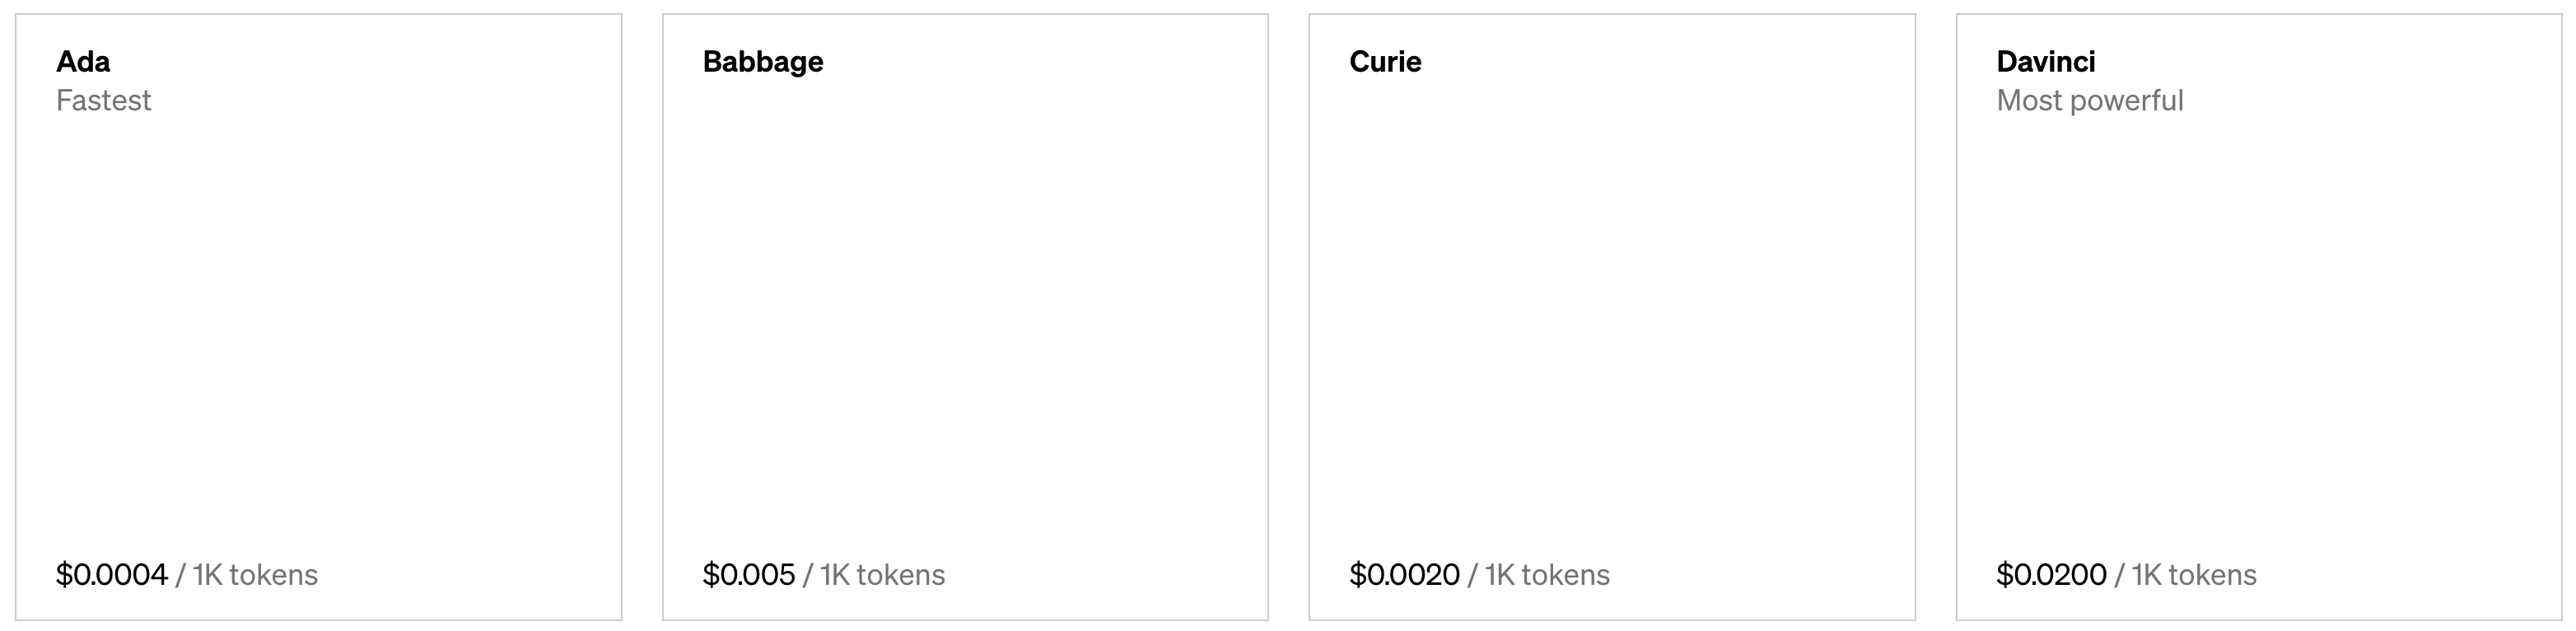 Ada
Fastest
$0.0004 / 1K tokens
Babbage
$0.005 / 1K tokens
Curie
$0.0020 / 1K tokens
Davinci
Most powerful
$0.0200 / 1K tokens